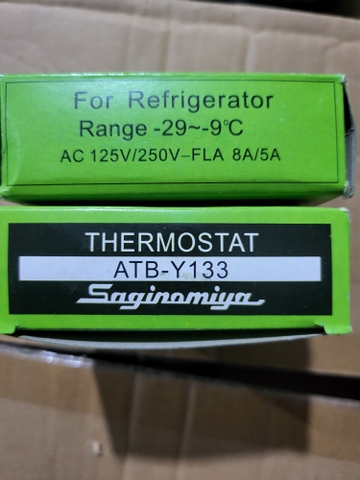 For Refrigerator
Range -29~-9℃
AC 125V/250V-FLA 8A/5A
THERMOSTAT
ATB-Y133
Saginomiya